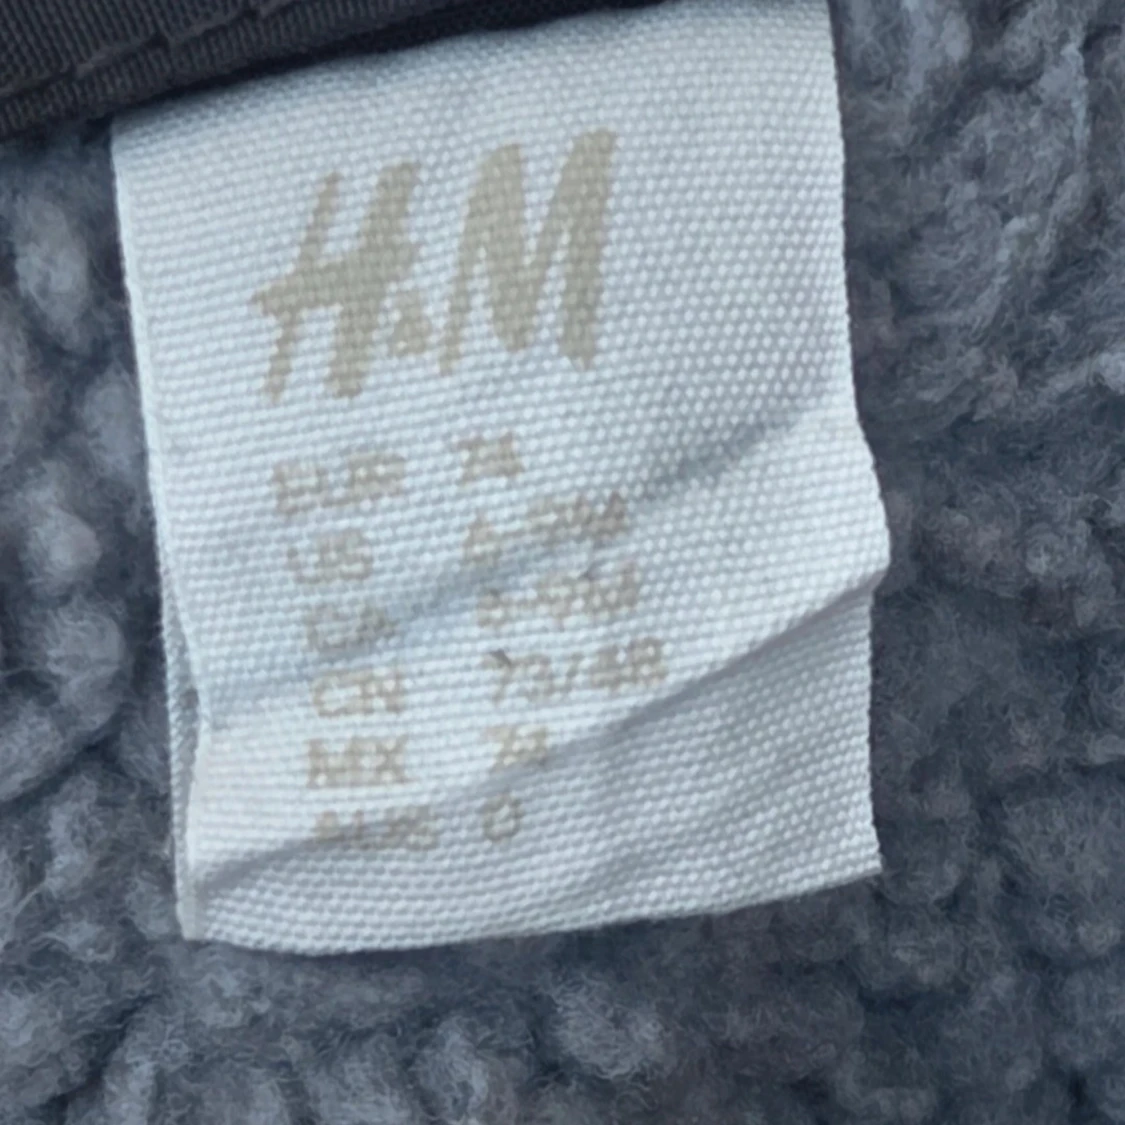 H&M
EUR 74
US 6-9M
CA 6-9M
CN 73/48
MX 74
AUS 0